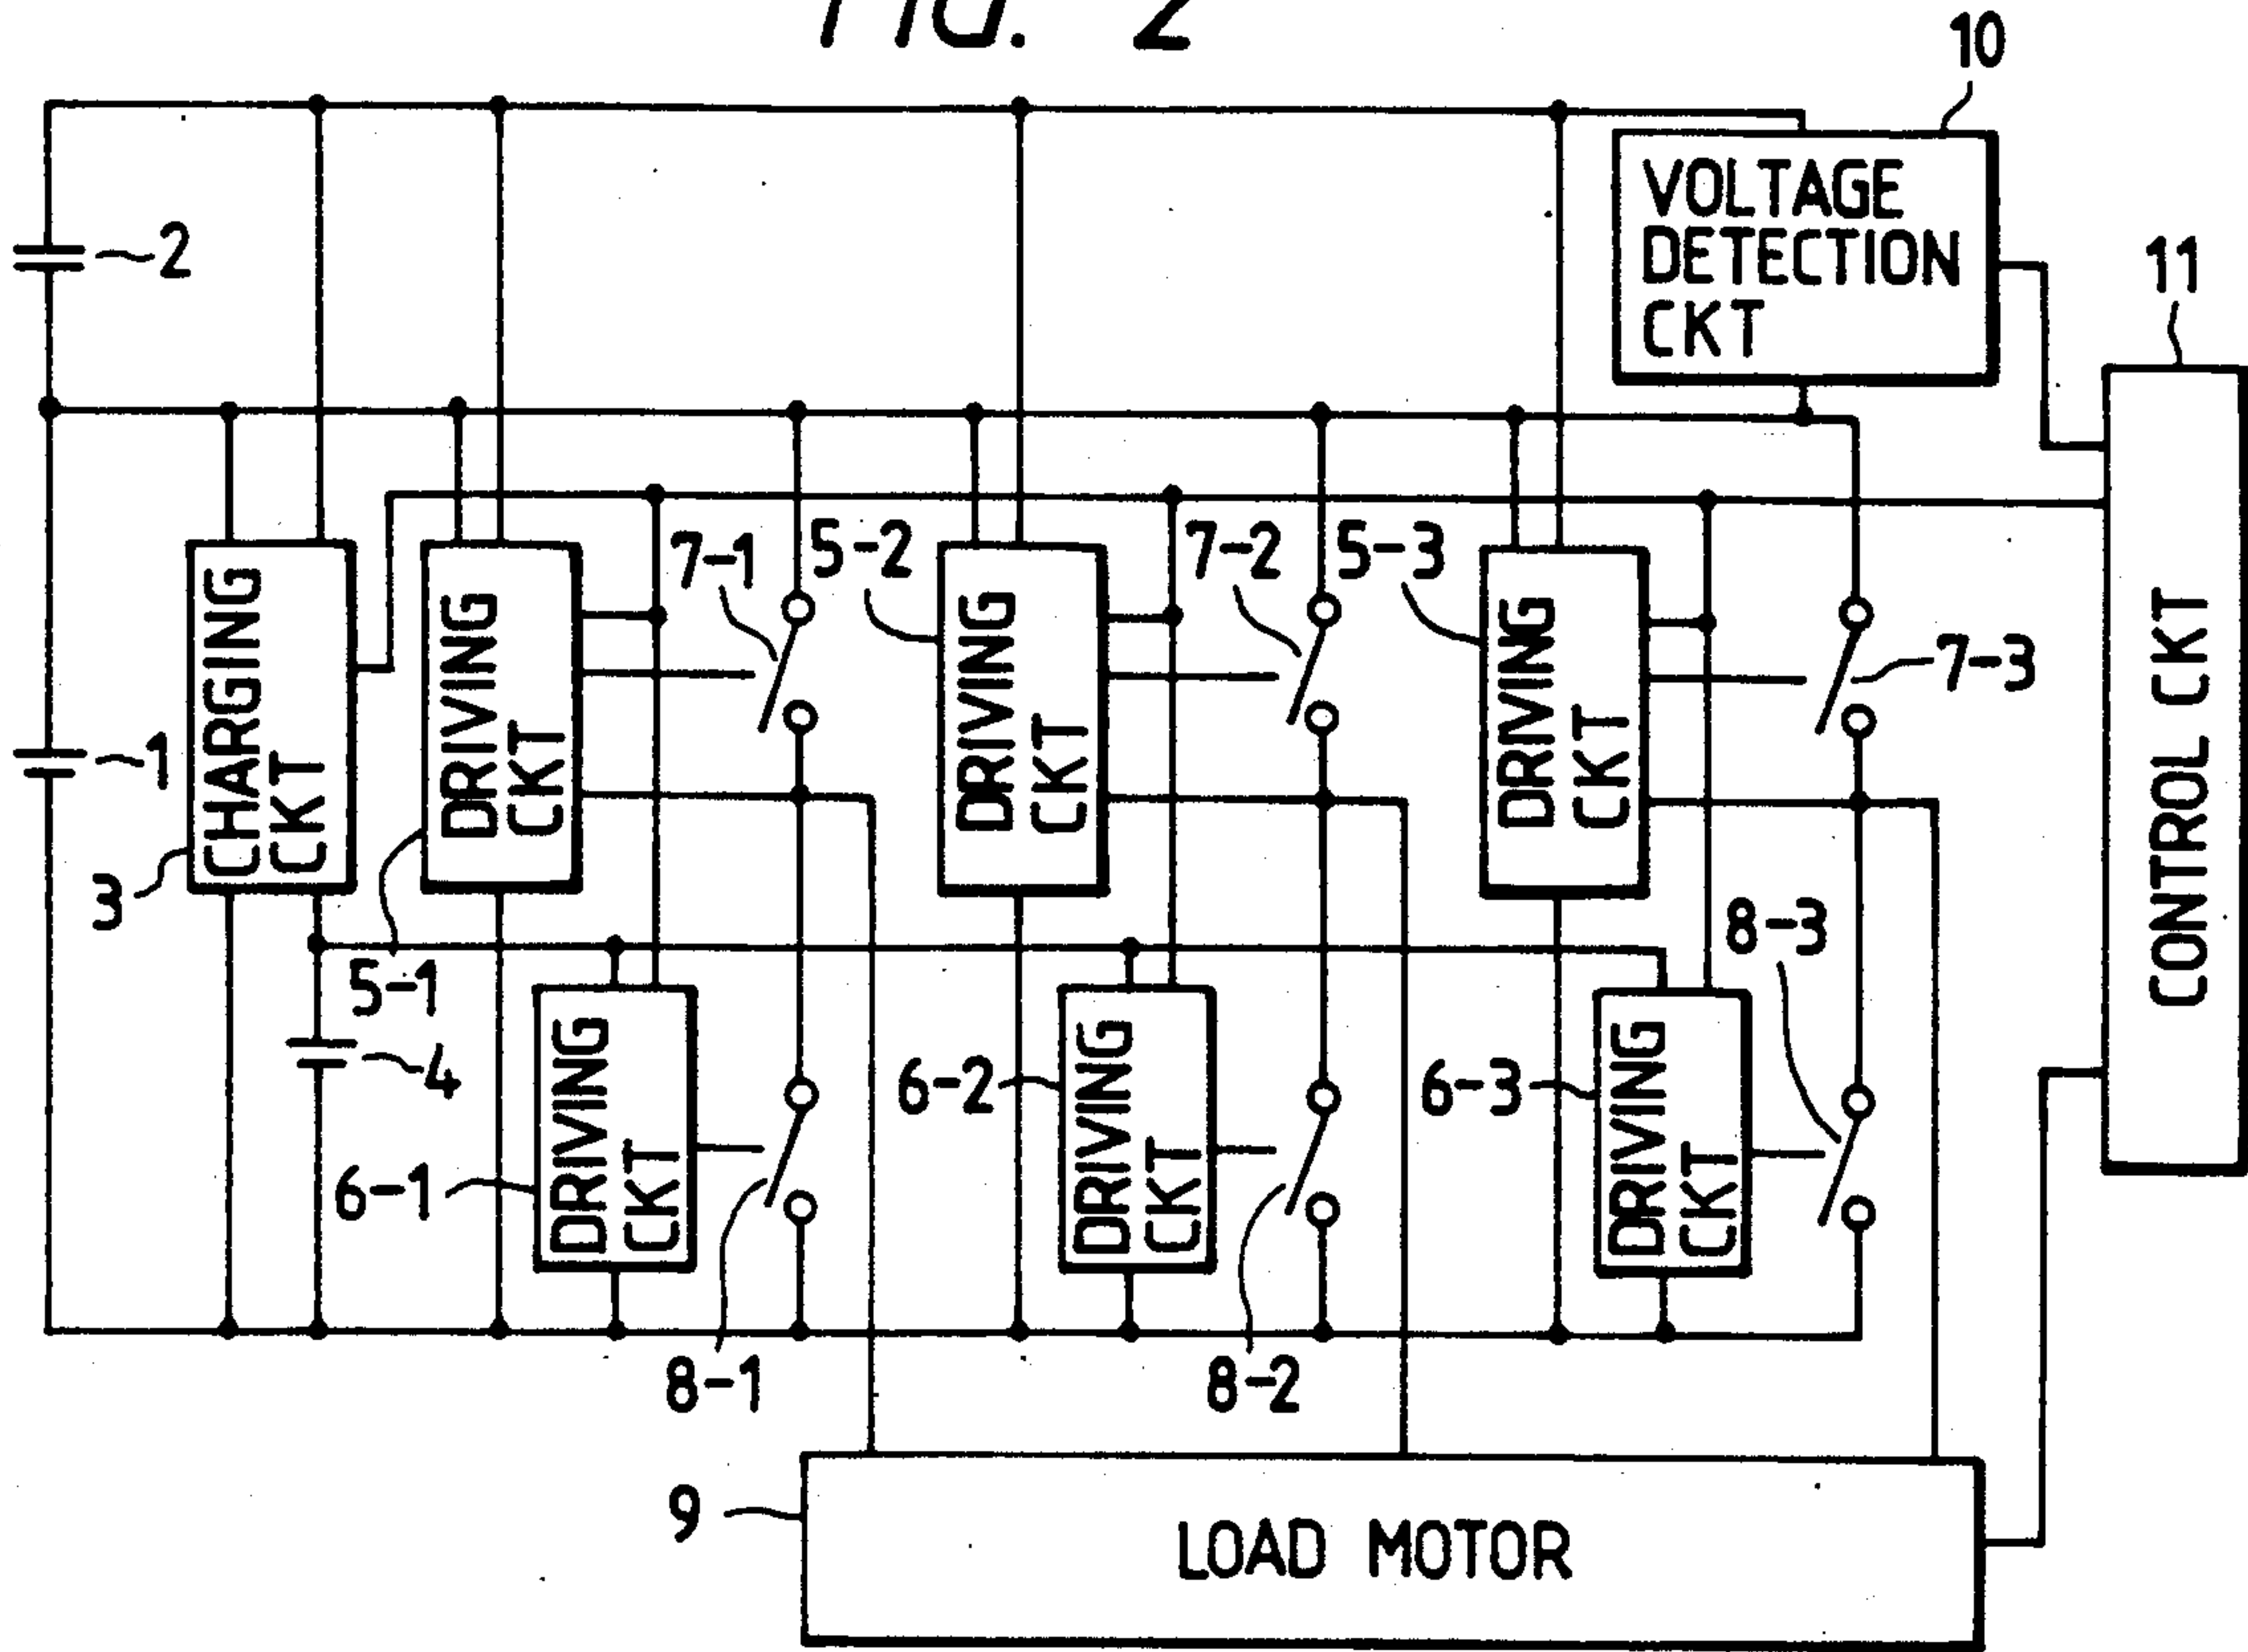 FIG. 2
10
VOLTAGE
DETECTION
CKT
2
11
7-1
5-2
7-2
5-3
7-3
1
CHARGING
CKT
DRIVING
CKT
DRIVING
CKT
DRIVING
CKT
CONTROL CKT
3
5-1
8-3
4
6-2
6-3
6-1
DRIVING
CKT
DRIVING
CKT
DRIVING
CKT
8-1
8-2
9
LOAD MOTOR